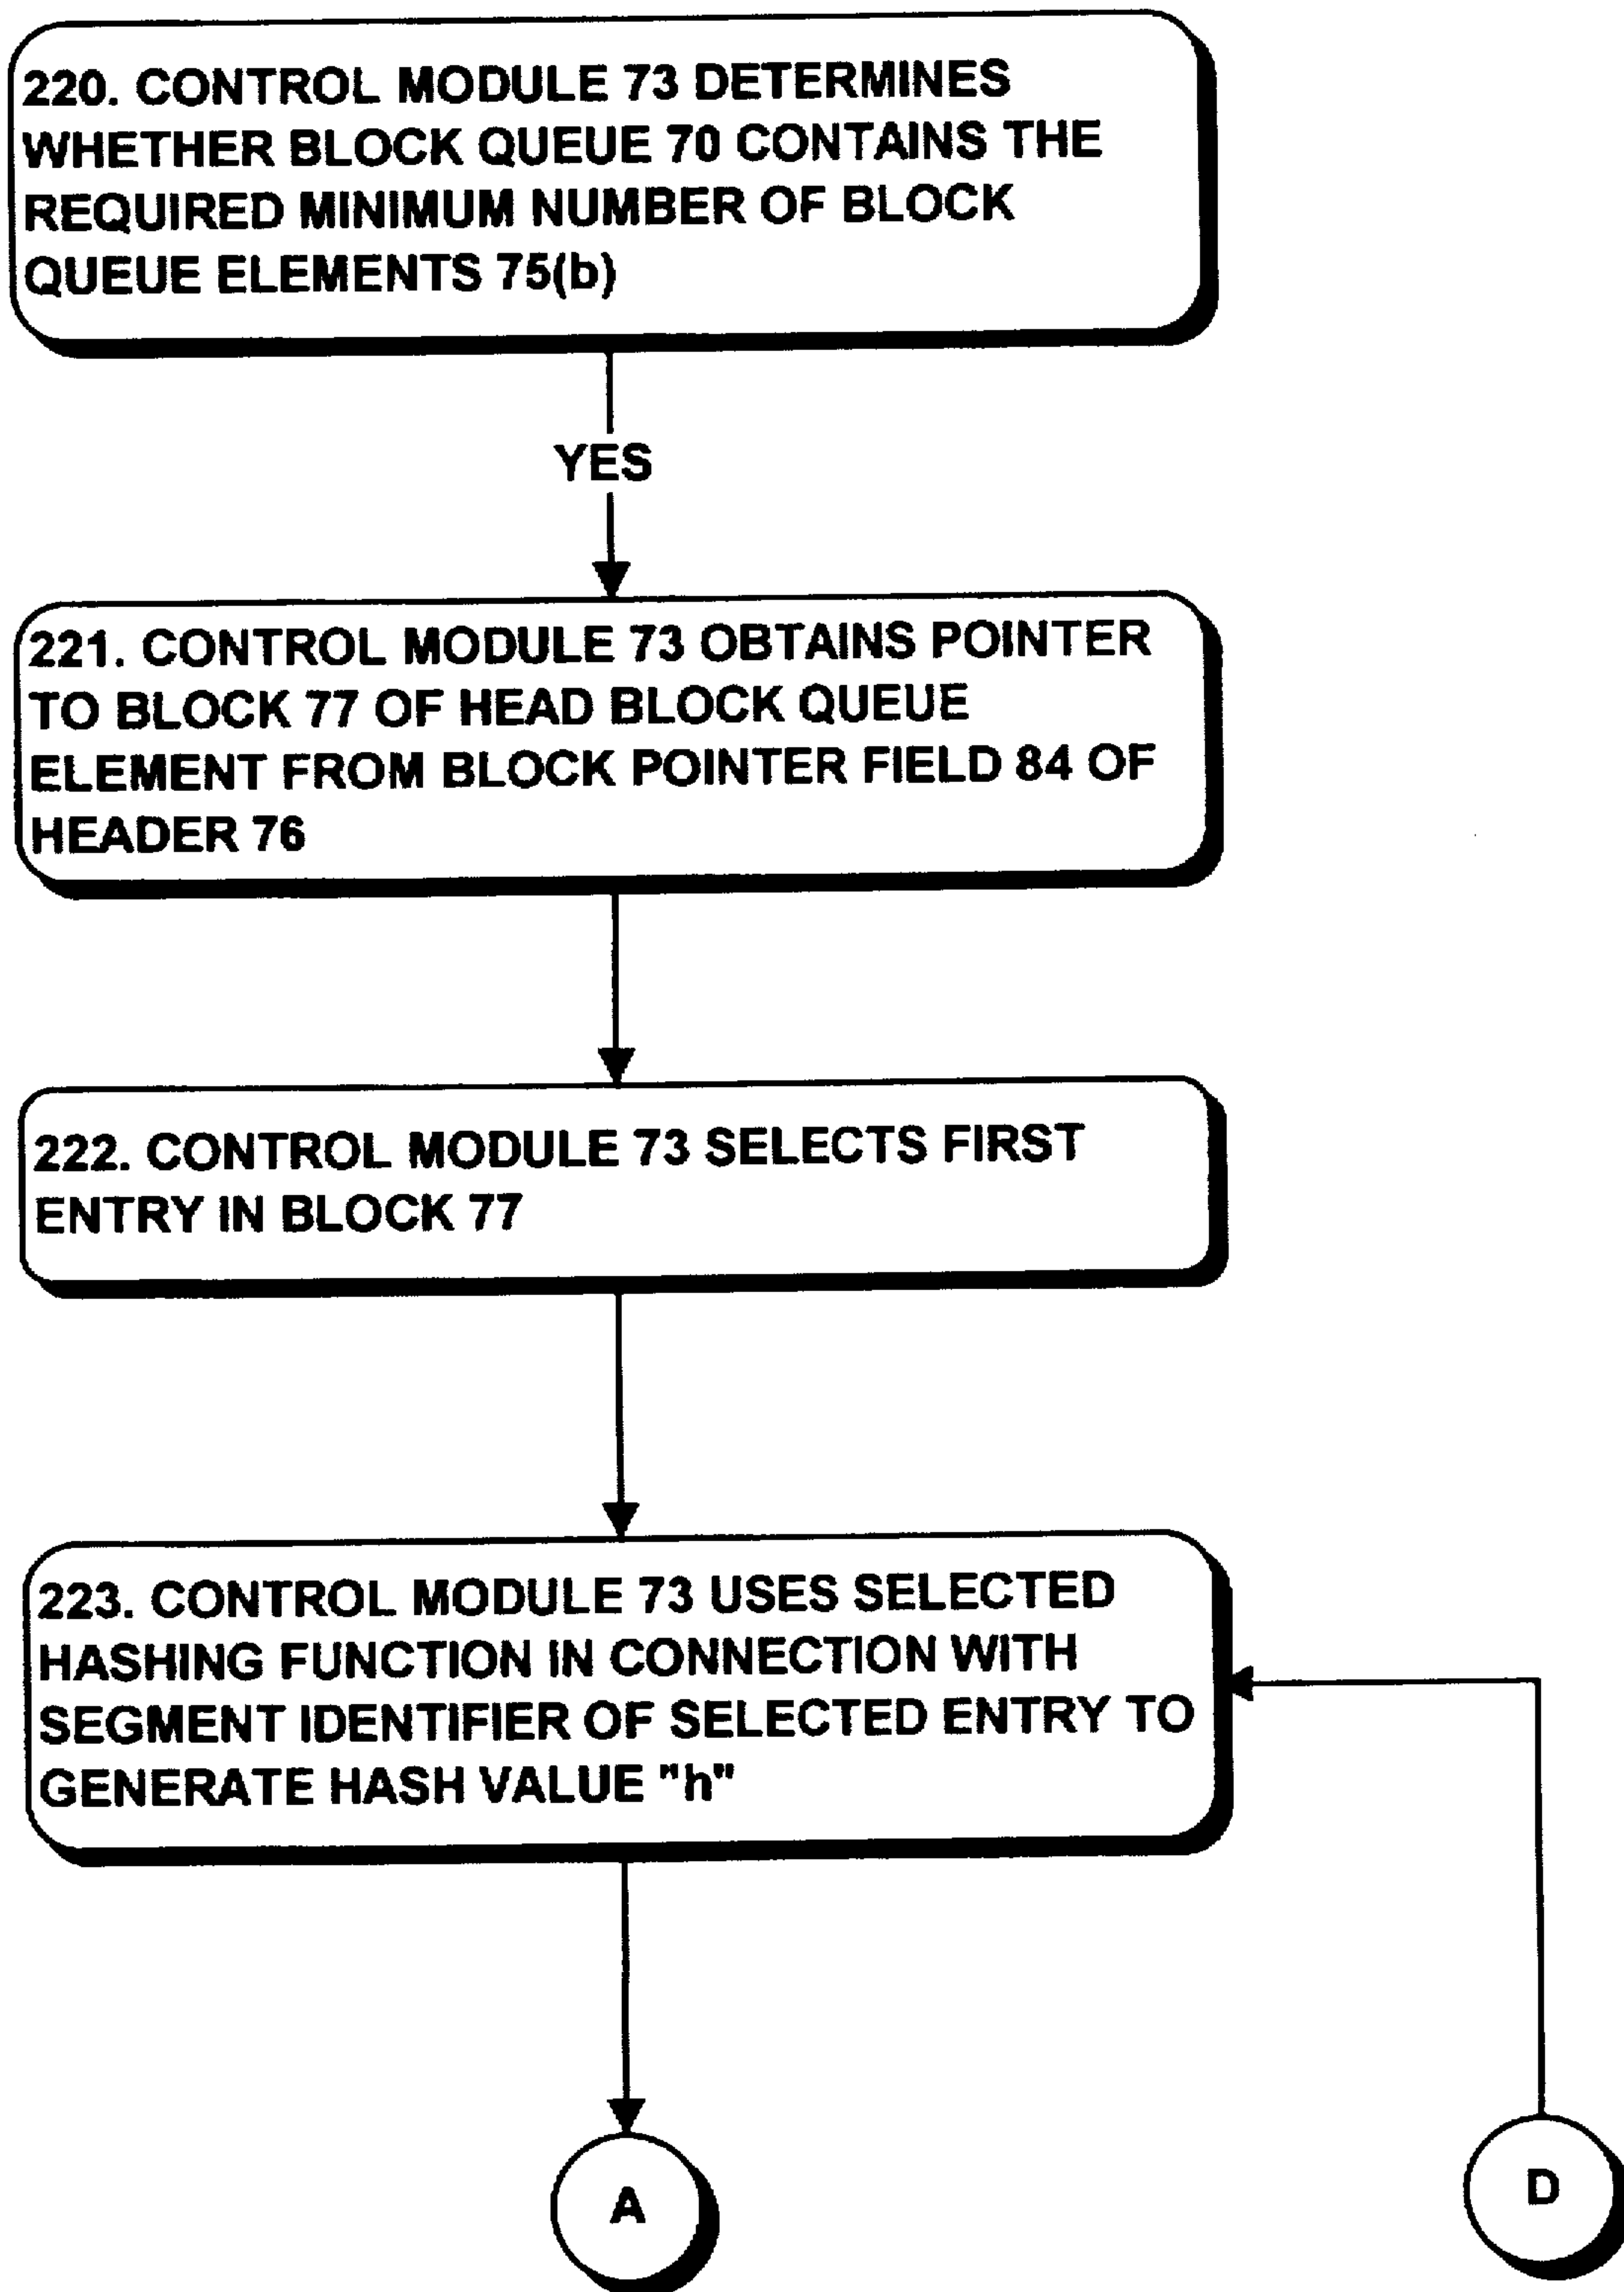 220. CONTROL MODULE 73 DETERMINES
WHETHER BLOCK QUEUE 70 CONTAINS THE
REQUIRED MINIMUM NUMBER OF BLOCK
QUEUE ELEMENTS 75(b)
YES
221. CONTROL MODULE 73 OBTAINS POINTER
TO BLOCK 77 OF HEAD BLOCK QUEUE
ELEMENT FROM BLOCK POINTER FIELD 84 OF
HEADER 76
222. CONTROL MODULE 73 SELECTS FIRST
ENTRY IN BLOCK 77
223. CONTROL MODULE 73 USES SELECTED
HASHING FUNCTION IN CONNECTION WITH
SEGMENT IDENTIFIER OF SELECTED ENTRY TO
GENERATE HASH VALUE "h"
A
D